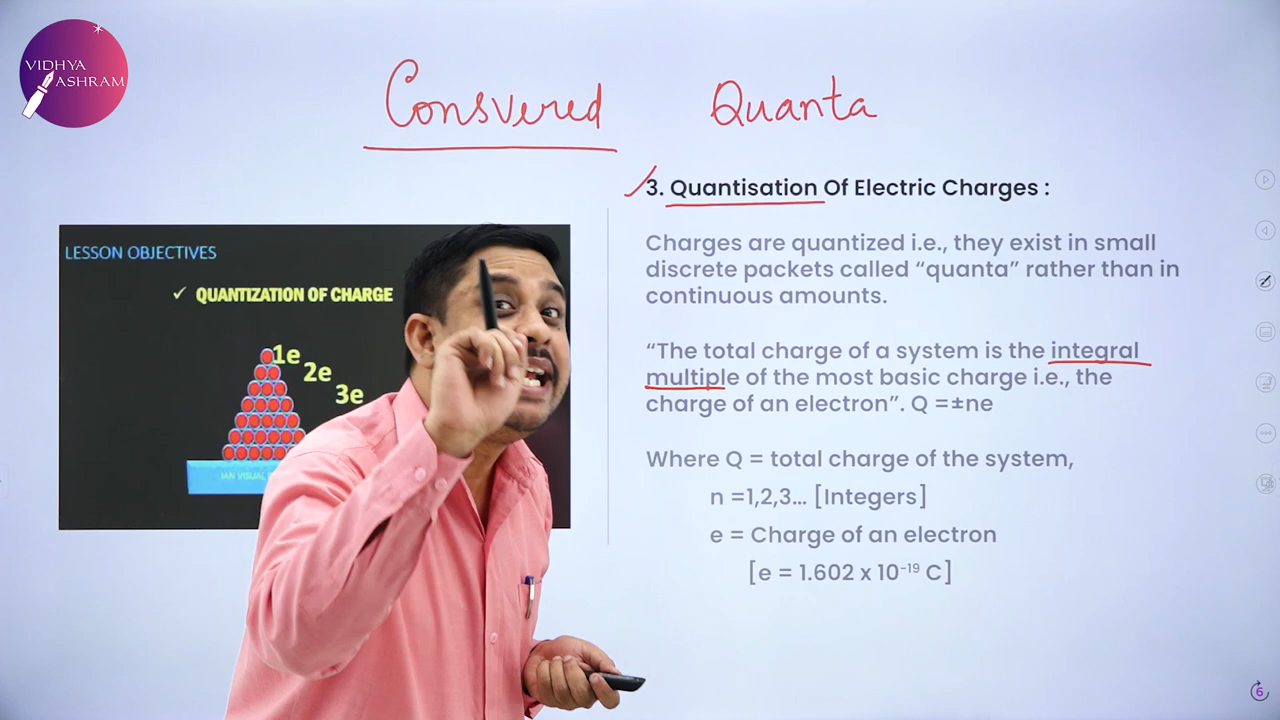 VIDHYA
ASHRAM
Consvered Quanta
3. Quantisation Of Electric Charges :
LESSON OBJECTIVES
✓ QUANTIZATION OF CHARGE
1e
2e
3e
Charges are quantized i.e., they exist in small
discrete packets called “quanta” rather than in
continuous amounts.
“The total charge of a system is the integral
multiple of the most basic charge i.e., the
charge of an electron”. Q =±ne
Where Q = total charge of the system,
n =1,2,3... [Integers]
e = Charge of an electron
[e = 1.602 x 10⁻¹⁹ C]
6